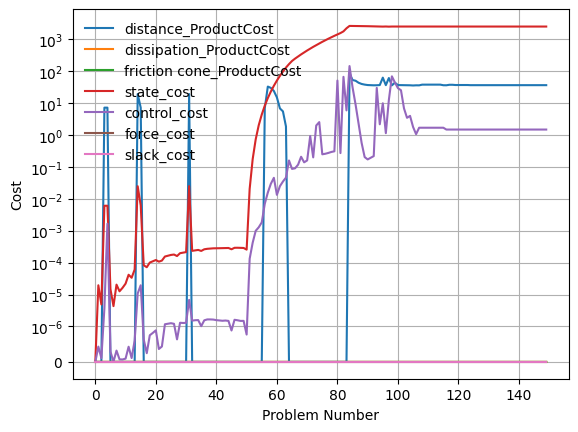 distance_ProductCost
dissipation_ProductCost
friction cone_ProductCost
state_cost
control_cost
force_cost
slack_cost
Cost
10³
10²
10¹
10⁰
10⁻¹
10⁻²
10⁻³
10⁻⁴
10⁻⁵
10⁻⁶
0
0 20 40 60 80 100 120 140
Problem Number